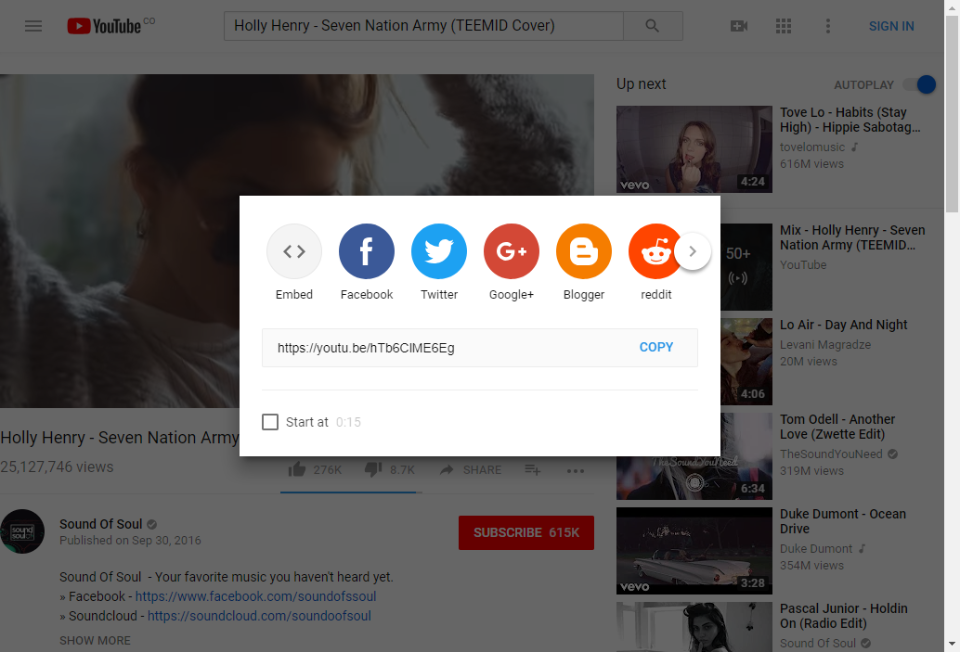 YouTube CO
Holly Henry - Seven Nation Army (TEEMID Cover)
SIGN IN
Up next
AUTOPLAY
vevo
4:24
Tove Lo - Habits (Stay
High) - Hippie Sabotag…
tovelomusic
616M views
50+
Mix - Holly Henry - Seven
Nation Army (TEEMID…
YouTube
Embed
Facebook
Twitter
G+
Google+
Blogger
reddit
https://youtu.be/hTb6CIME6Eg
COPY
Start at 0:15
4:06
Lo Air - Day And Night
Levani Magradze
20M views
TheSoundYouNeed
6:34
Tom Odell - Another
Love (Zwette Edit)
TheSoundYouNeed
319M views
Holly Henry - Seven Nation Army
25,127,746 views
276K
8.7K
SHARE
sound
soul
Sound Of Soul
Published on Sep 30, 2016
SUBSCRIBE 615K
Sound Of Soul - Your favorite music you haven't heard yet.
» Facebook - https://www.facebook.com/soundofssoul
» Soundcloud - https://soundcloud.com/soundoofsoul
SHOW MORE
vevo
3:28
Duke Dumont - Ocean
Drive
Duke Dumont
354M views
Pascal Junior - Holdin
On (Radio Edit)
Sound Of Soul